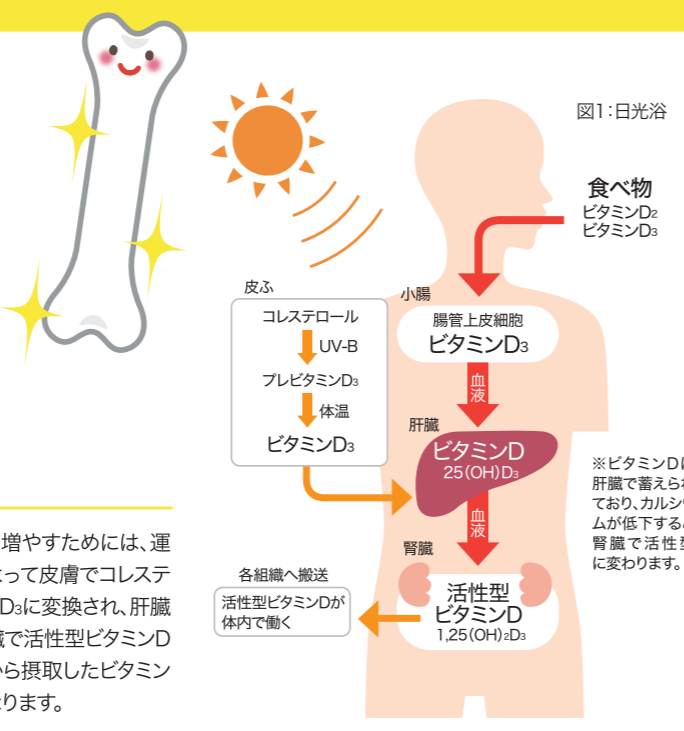 図1:日光浴
食べ物
ビタミンD₂
ビタミンD₃
皮ふ
コレステロール
UV-B
プレビタミンD₃
体温
ビタミンD₃
小腸
腸管上皮細胞
ビタミンD₃
血液
肝臓
ビタミンD
25(OH)D₃
血液
腎臓
活性型
ビタミンD
1,25(OH)₂D₃
各組織へ搬送
活性型ビタミンDが
体内で働く
※ビタミンDは
肝臓で蓄えられ
ており、カルシウ
ムが低下すると
腎臓で活性型
に変わります。
増やすためには、運
よって皮膚でコレステ
D₃に変換され、肝臓
臓で活性型ビタミンD
から摂取したビタミン
なります。